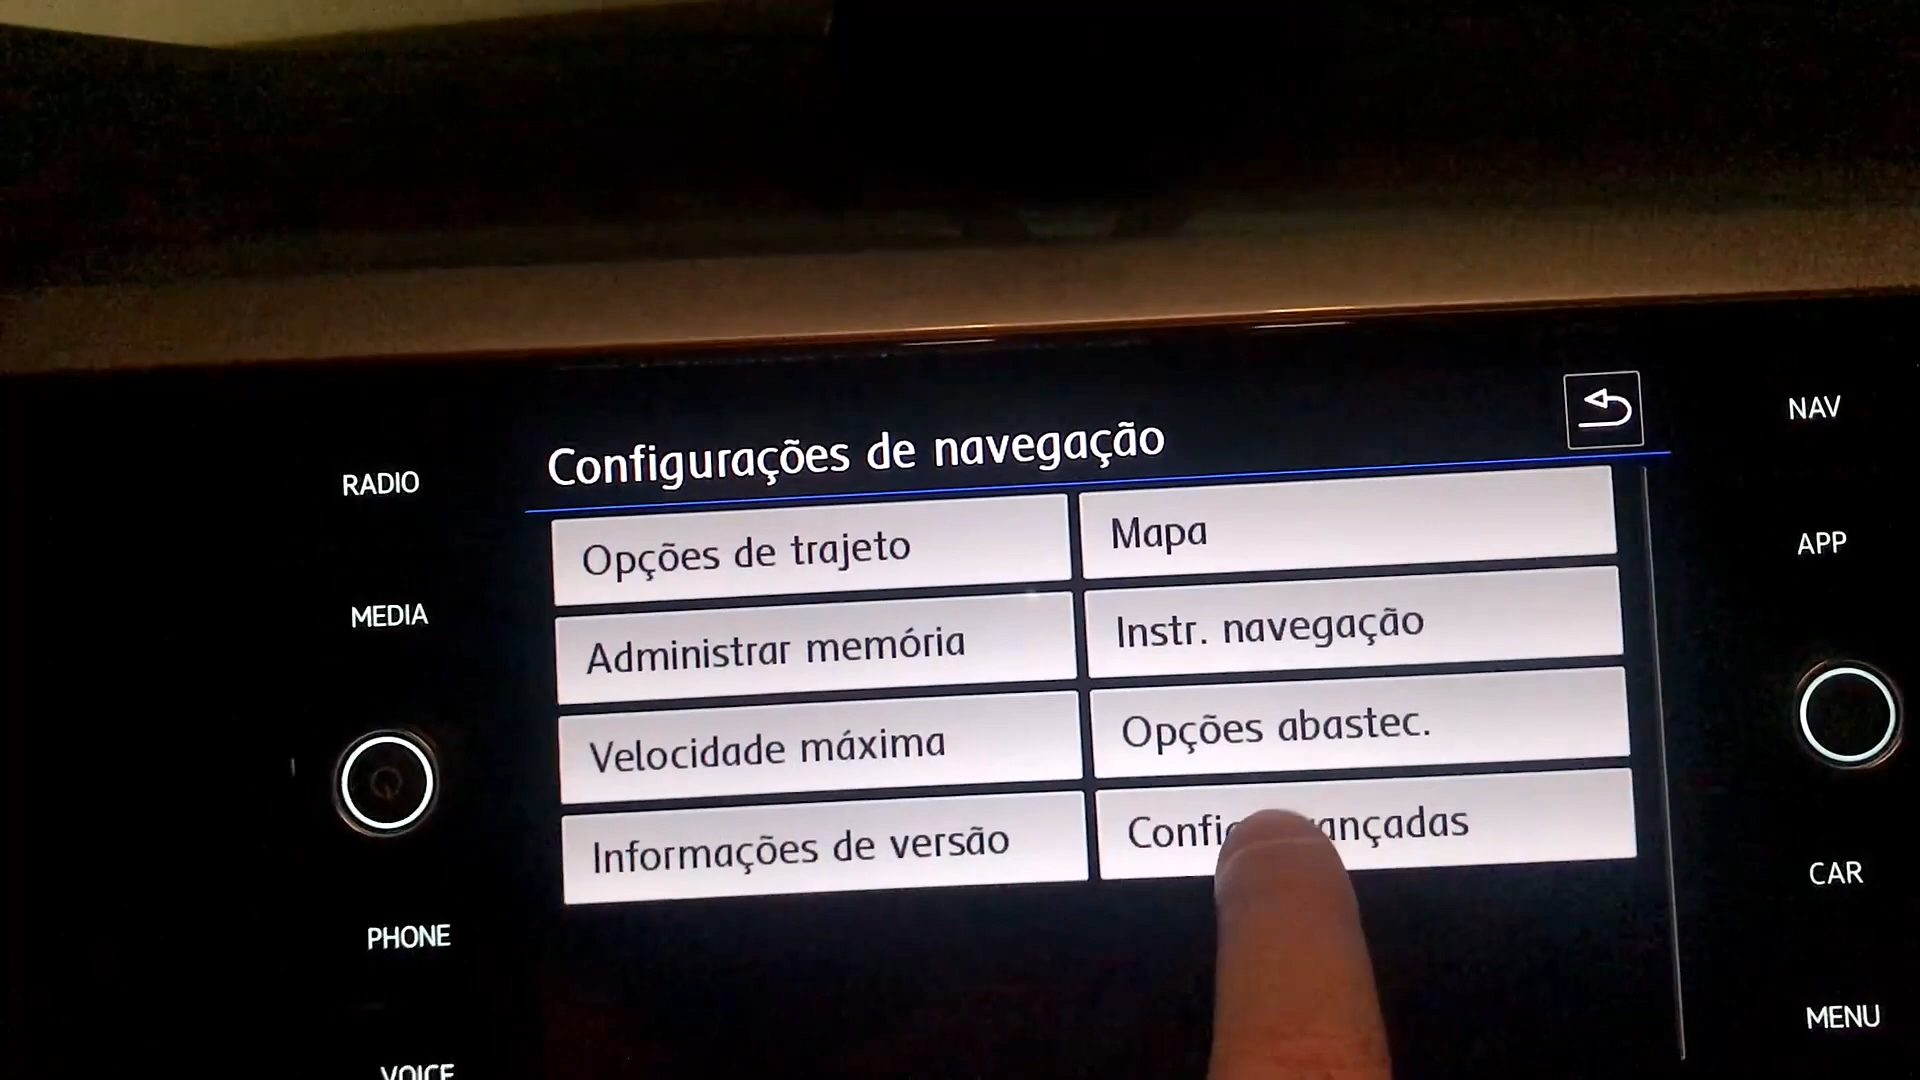 Configurações de navegação
Opções de trajeto
Mapa
Administrar memória
Instr. navegação
Velocidade máxima
Opções abastec.
Informações de versão
RADIO
MEDIA
PHONE
VOICE
NAV
APP
CAR
MENU